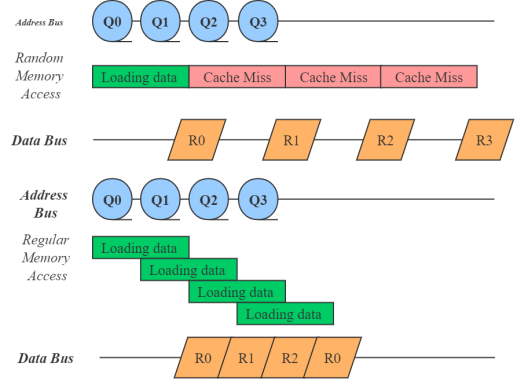 Address Bus
Q0 Q1 Q2 Q3
Random
Memory
Access
Loading data Cache Miss Cache Miss Cache Miss
Data Bus
R0 R1 R2 R3
Address
Bus
Q0 Q1 Q2 Q3
Regular
Memory
Access
Loading data
Loading data
Loading data
Loading data
Data Bus
R0 R1 R2 R0